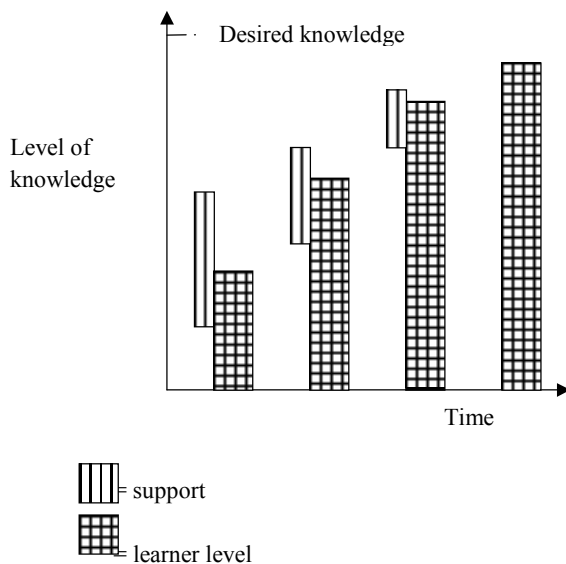 Desired knowledge
Level of
knowledge
Time
= support
= learner level